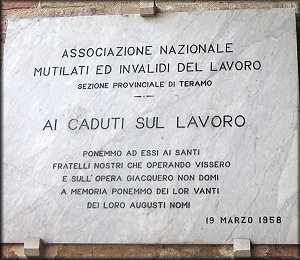 ASSOCIAZIONE NAZIONALE
MUTILATI ED INVALIDI DEL LAVORO
SEZIONE PROVINCIALE DI TERAMO
AI CADUTI SUL LAVORO
PONEMMO AD ESSI AI SANTI
FRATELLI NOSTRI CHE OPERANDO VISSERO
E SULL'OPERA GIACQUERO NON DOMI
A MEMORIA PONEMMO DEI LOR VANTI
DEI LORO AUGUSTI NOMI
19 MARZO 1958